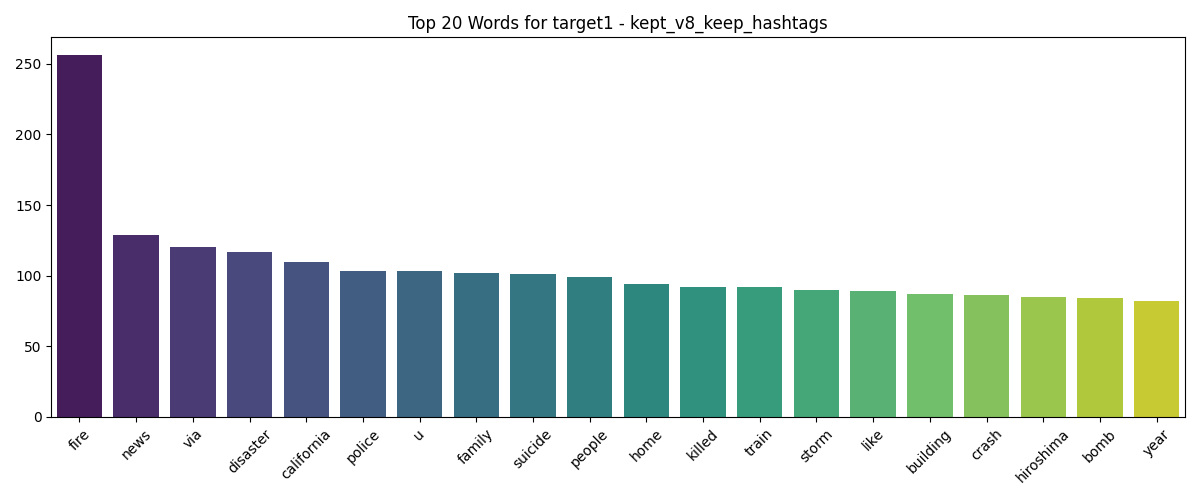 Top 20 Words for target1 - kept_v8_keep_hashtags
250
200
150
100
50
0
fire
news
via
disaster
california
police
u
family
suicide
people
home
killed
train
storm
like
building
crash
hiroshima
bomb
year